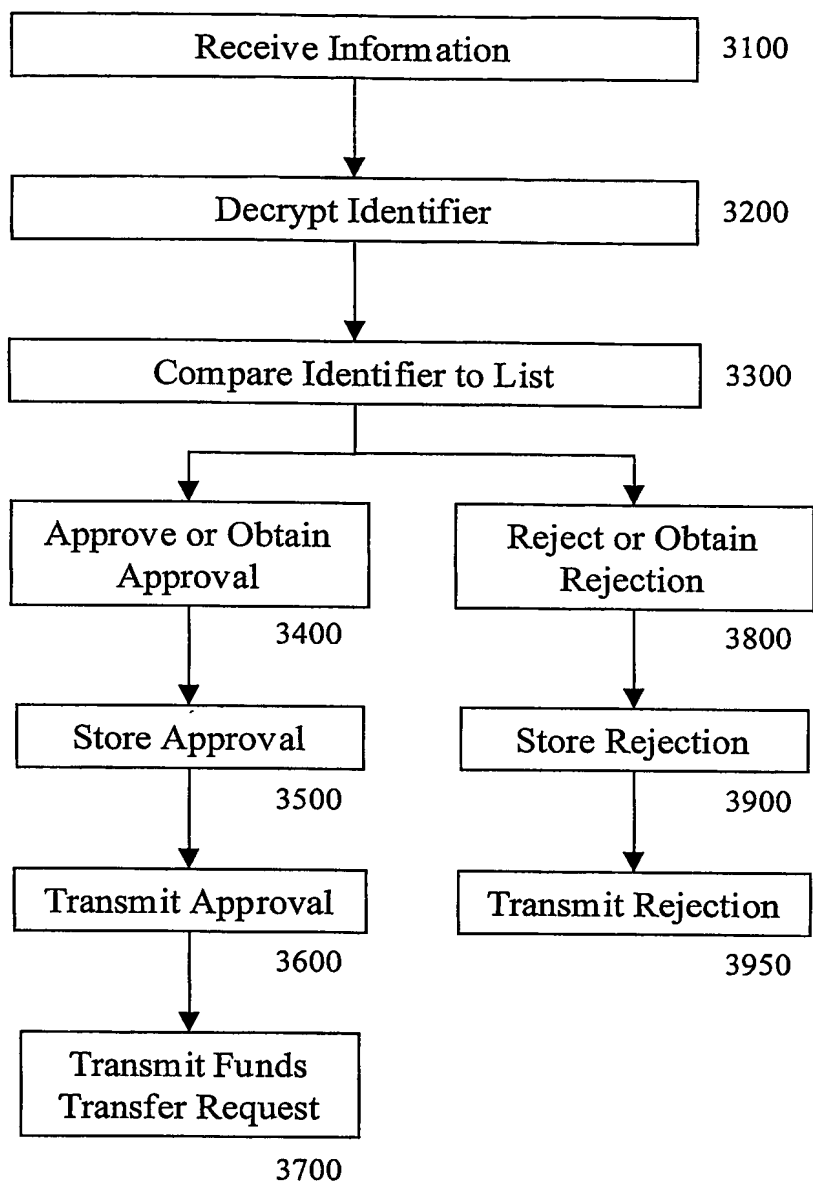 Receive Information
3100
Decrypt Identifier
3200
Compare Identifier to List
3300
Approve or Obtain
Approval
3400
Reject or Obtain
Rejection
3800
Store Approval
3500
Store Rejection
3900
Transmit Approval
3600
Transmit Rejection
3950
Transmit Funds
Transfer Request
3700